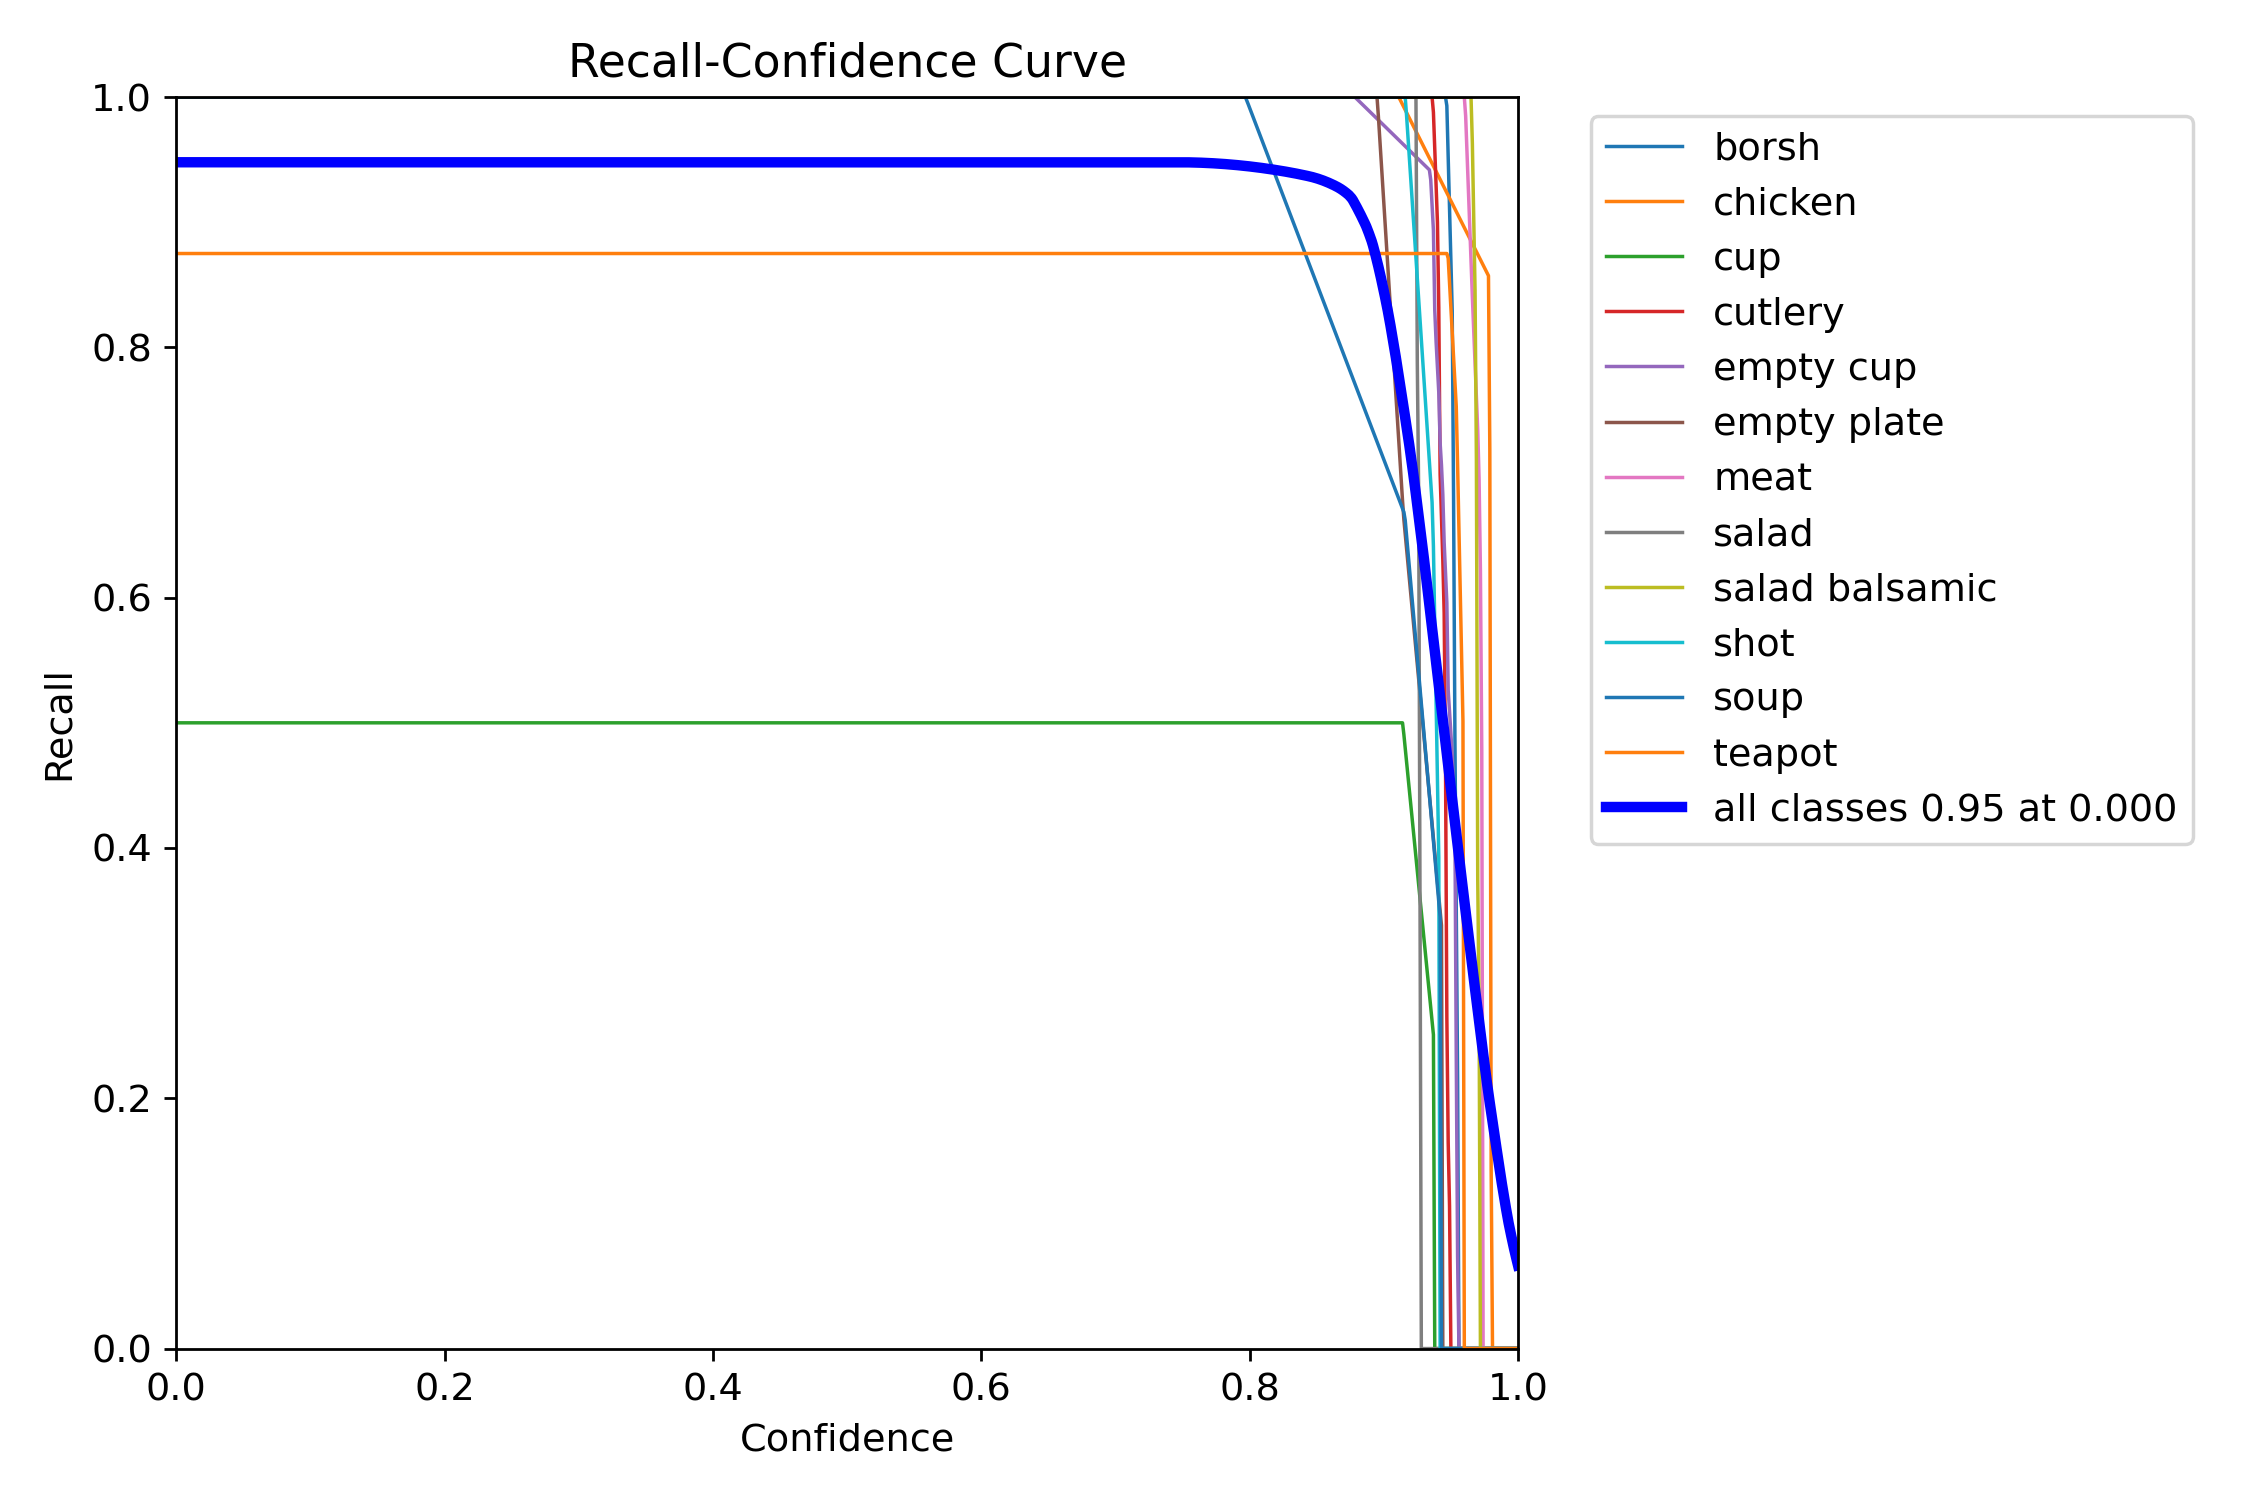 Recall-Confidence Curve
1.0
0.8
0.6
0.4
0.2
0.0
Recall
0.0 0.2 0.4 0.6 0.8 1.0
Confidence
borsh
chicken
cup
cutlery
empty cup
empty plate
meat
salad
salad balsamic
shot
soup
teapot
all classes 0.95 at 0.000